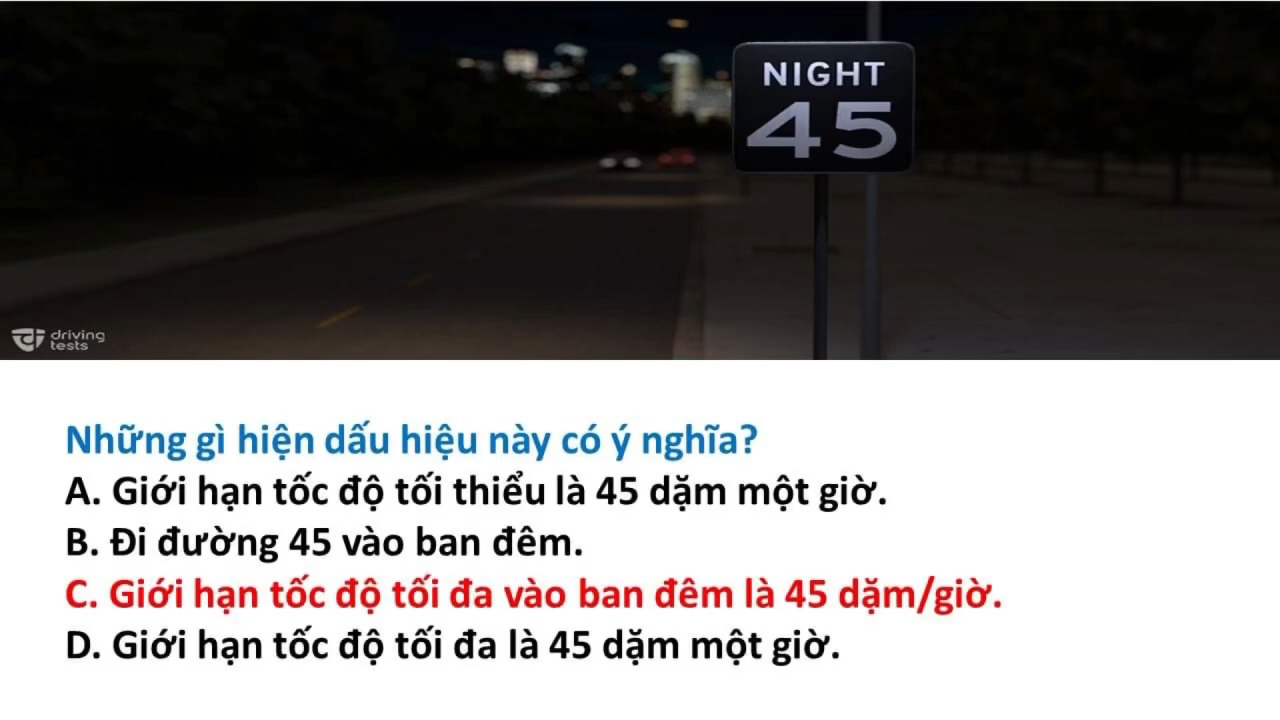 NIGHT
45
driving
tests
Những gì hiện dấu hiệu này có ý nghĩa?
A. Giới hạn tốc độ tối thiểu là 45 dặm một giờ.
B. Đi đường 45 vào ban đêm.
C. Giới hạn tốc độ tối đa vào ban đêm là 45 dặm/giờ.
D. Giới hạn tốc độ tối đa là 45 dặm một giờ.